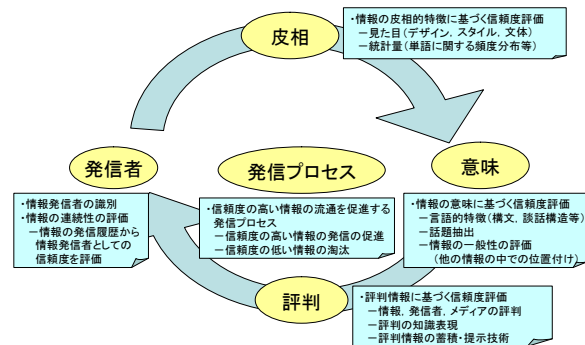 皮相
・情報の皮相的特徴に基づく信頼度評価
－見た目(デザイン, スタイル, 文体)
－統計量(単語に関する頻度分布等)
発信者
・情報発信者の識別
・情報の連続性の評価
－情報の発信履歴から
情報発信者としての
信頼度を評価
発信プロセス
・信頼度の高い情報の流通を促進する
発信プロセス
－信頼度の高い情報の発信の促進
－信頼度の低い情報の淘汰
意味
・情報の意味に基づく信頼度評価
－言語的特徴(構文, 談話構造等)
－話題抽出
－情報の一般性の評価
(他の情報の中での位置付け)
評判
・評判情報に基づく信頼度評価
－情報, 発信者, メディアの評判
－評判の知識表現
－評判情報の蓄積・提示技術